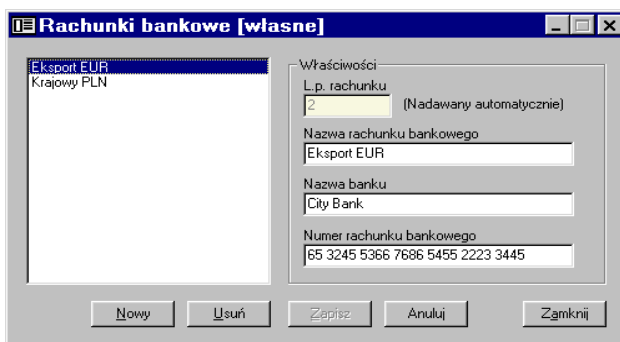 Rachunki bankowe [własne]
Eksport EUR
Krajowy PLN
Właściwości
L.p. rachunku
2 (Nadawany automatycznie)
Nazwa rachunku bankowego
Eksport EUR
Nazwa banku
City Bank
Numer rachunku bankowego
65 3245 5366 7686 5455 2223 3445
Nowy Usuń Zapisz Anuluj Zamknij